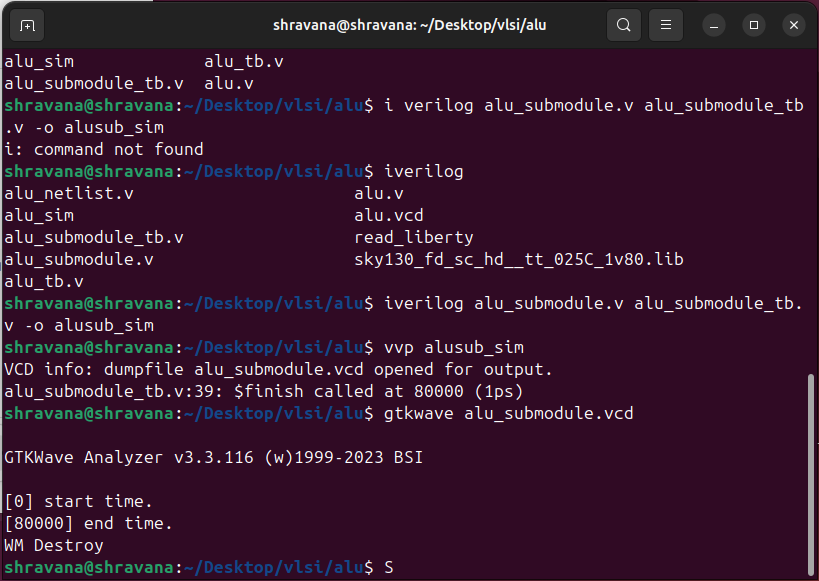 shravana@shravana: ~/Desktop/vlsi/alu
alu_sim alu_tb.v
alu_submodule_tb.v alu.v
shravana@shravana:~/Desktop/vlsi/alu$ i verilog alu_submodule.v alu_submodule_tb
.v -o alusub_sim
i: command not found
shravana@shravana:~/Desktop/vlsi/alu$ iverilog
alu_netlist.v alu.v
alu_sim alu.vcd
alu_submodule_tb.v read_liberty
alu_submodule.v sky130_fd_sc_hd__tt_025C_1v80.lib
alu_tb.v
shravana@shravana:~/Desktop/vlsi/alu$ iverilog alu_submodule.v alu_submodule_tb.
v -o alusub_sim
shravana@shravana:~/Desktop/vlsi/alu$ vvp alusub_sim
VCD info: dumpfile alu_submodule.vcd opened for output.
alu_submodule_tb.v:39: $finish called at 80000 (1ps)
shravana@shravana:~/Desktop/vlsi/alu$ gtkwave alu_submodule.vcd
GTKWave Analyzer v3.3.116 (w)1999-2023 BSI
[0] start time.
[80000] end time.
WM Destroy
shravana@shravana:~/Desktop/vlsi/alu$ S